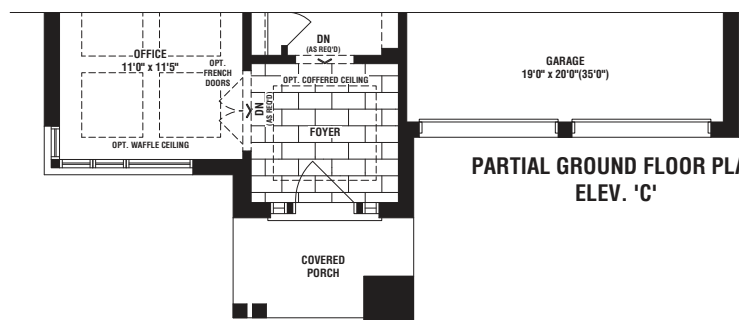 OFFICE
11'0" x 11'5"
OPT.
FRENCH
DOORS
OPT. WAFFLE CEILING
DN
(AS REQ'D)
OPT. COFFERED CEILING
DN
(AS REQ'D)
FOYER
GARAGE
19'0" x 20'0"(35'0")
PARTIAL GROUND FLOOR PLA
ELEV. 'C'
COVERED
PORCH